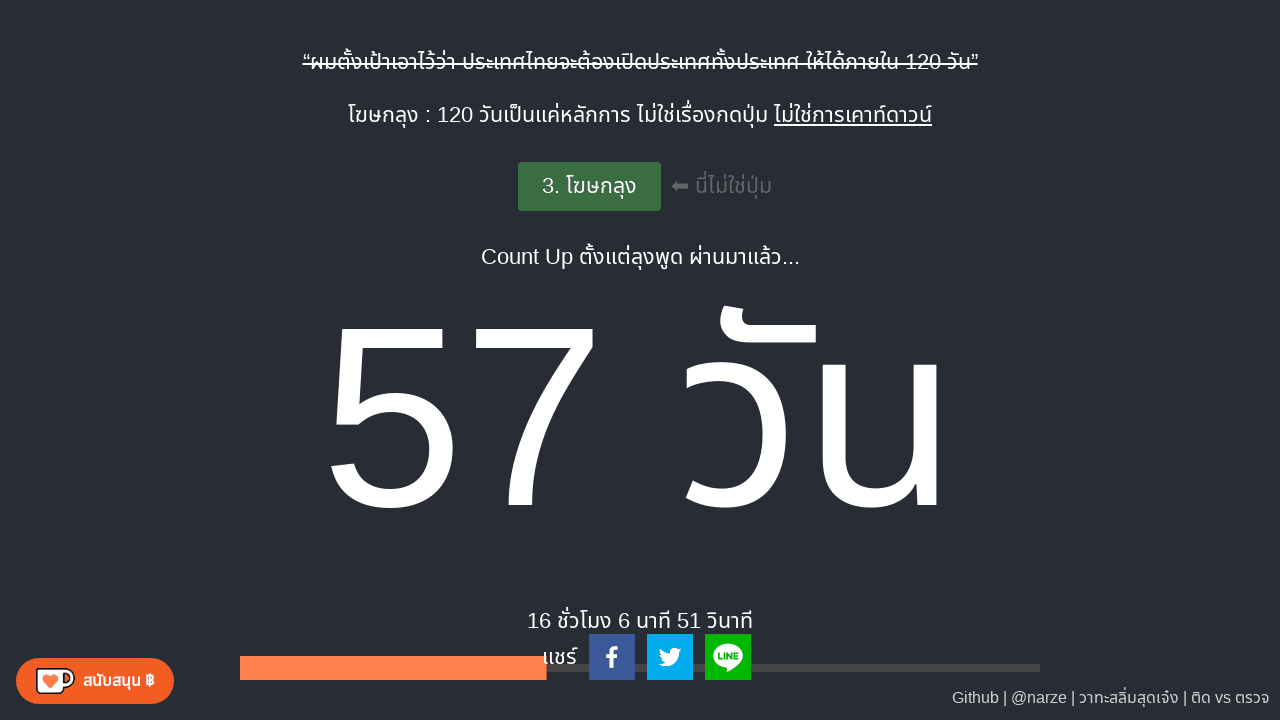 “ผมตั้งเป้าเอาไว้ว่า ประเทศไทยจะต้องเปิดประเทศทั้งประเทศ ให้ได้ภายใน 120 วัน”
โฆษกลุง : 120 วันเป็นแค่หลักการ ไม่ใช่เรื่องกดปุ่ม ไม่ใช่การเคาท์ดาวน์
3. โฆษกลุง ⬅ นี่ไม่ใช่ปุ่ม
Count Up ตั้งแต่ลุงพูด ผ่านมาแล้ว...
57 วัน
16 ชั่วโมง 6 นาที 51 วินาที
แชร์ LINE
สนับสนุน ฿
Github | @narze | วาทะสลิ่มสุดเจ๋ง | ติด vs ตรวจ